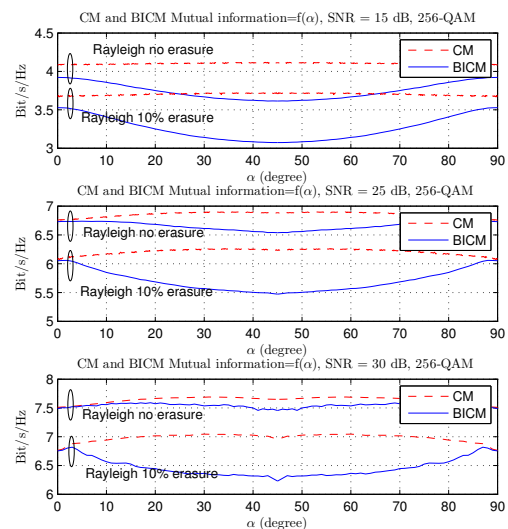 CM and BICM Mutual information=f(α), SNR = 15 dB, 256-QAM
4.5
4
3.5
3
Bit/s/Hz
Rayleigh no erasure
Rayleigh 10% erasure
CM
BICM
0 10 20 30 40 50 60 70 80 90
α (degree)
CM and BICM Mutual information=f(α), SNR = 25 dB, 256-QAM
7
6.5
6
5.5
5
Bit/s/Hz
Rayleigh no erasure
Rayleigh 10% erasure
CM
BICM
0 10 20 30 40 50 60 70 80 90
α (degree)
CM and BICM Mutual information=f(α), SNR = 30 dB, 256-QAM
8
7.5
7
6.5
6
Bit/s/Hz
Rayleigh no erasure
Rayleigh 10% erasure
CM
BICM
0 10 20 30 40 50 60 70 80 90
α (degree)